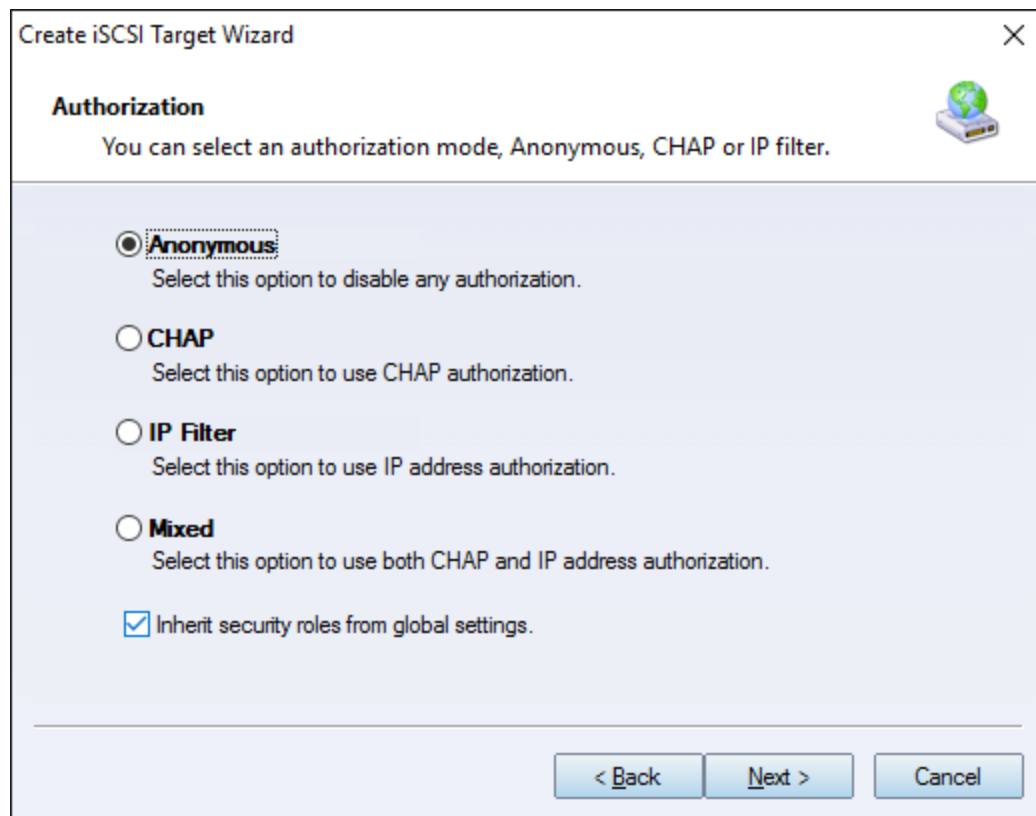 Create iSCSI Target Wizard
Authorization
You can select an authorization mode, Anonymous, CHAP or IP filter.
Anonymous
Select this option to disable any authorization.
CHAP
Select this option to use CHAP authorization.
IP Filter
Select this option to use IP address authorization.
Mixed
Select this option to use both CHAP and IP address authorization.
Inherit security roles from global settings.
< Back Next > Cancel